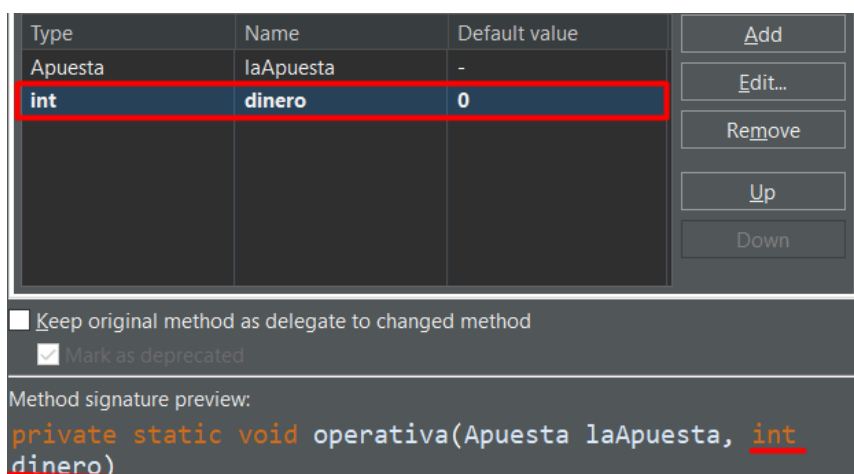 Type Name Default value
Add
Apuesta laApuesta -
Edit...
int dinero 0
Remove
Up
Down
Keep original method as delegate to changed method
Mark as deprecated
Method signature preview:
private static void operativa(Apuesta laApuesta, int
dinero)